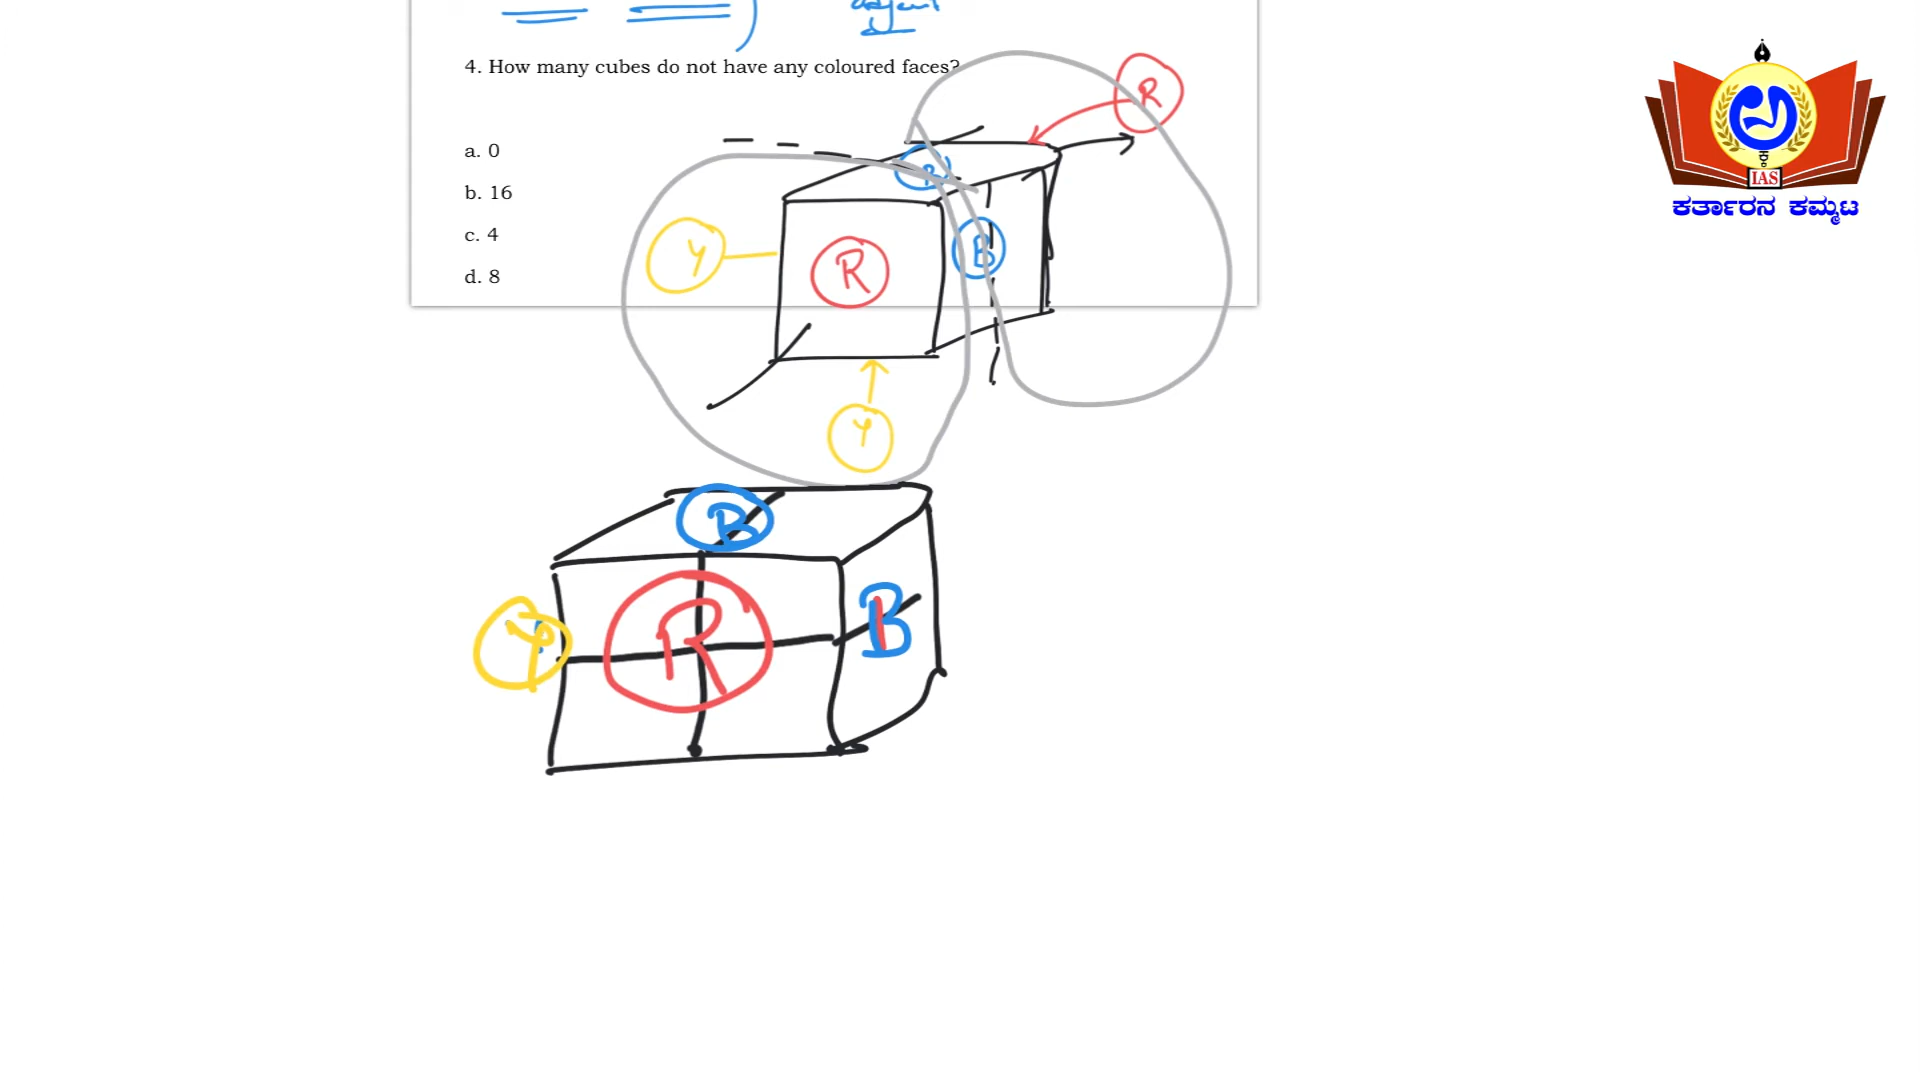 4. How many cubes do not have any coloured faces?
R
a. 0
B
b. 16
Y
R
B
c. 4
d. 8
Y
B
Y
R
B
IAS
ಕರ್ತಾರನ ಕಮ್ಮಟ